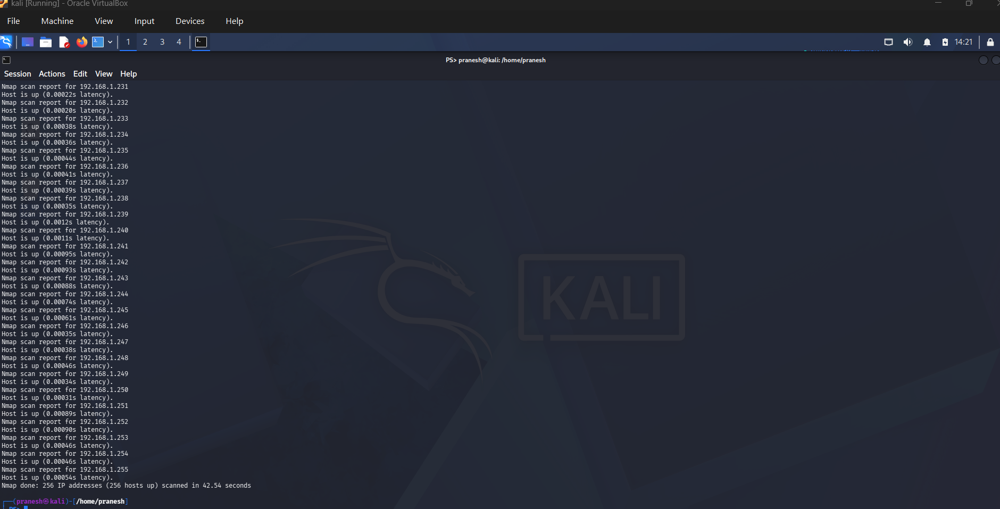 kali [Running] - Oracle VirtualBox
File Machine View Input Devices Help
1 2 3 4 14:21
PS> pranesh@kali: /home/pranesh
Session Actions Edit View Help
Nmap scan report for 192.168.1.231
Host is up (0.00022s latency).
Nmap scan report for 192.168.1.232
Host is up (0.00020s latency).
Nmap scan report for 192.168.1.233
Host is up (0.00038s latency).
Nmap scan report for 192.168.1.234
Host is up (0.00036s latency).
Nmap scan report for 192.168.1.235
Host is up (0.00044s latency).
Nmap scan report for 192.168.1.236
Host is up (0.00041s latency).
Nmap scan report for 192.168.1.237
Host is up (0.00039s latency).
Nmap scan report for 192.168.1.238
Host is up (0.00035s latency).
Nmap scan report for 192.168.1.239
Host is up (0.0012s latency).
Nmap scan report for 192.168.1.240
Host is up (0.0011s latency).
Nmap scan report for 192.168.1.241
Host is up (0.00095s latency).
Nmap scan report for 192.168.1.242
Host is up (0.00093s latency).
Nmap scan report for 192.168.1.243
Host is up (0.00088s latency).
Nmap scan report for 192.168.1.244
Host is up (0.00074s latency).
Nmap scan report for 192.168.1.245
Host is up (0.00061s latency).
Nmap scan report for 192.168.1.246
Host is up (0.00035s latency).
Nmap scan report for 192.168.1.247
Host is up (0.00038s latency).
Nmap scan report for 192.168.1.248
Host is up (0.00046s latency).
Nmap scan report for 192.168.1.249
Host is up (0.00034s latency).
Nmap scan report for 192.168.1.250
Host is up (0.00031s latency).
Nmap scan report for 192.168.1.251
Host is up (0.00089s latency).
Nmap scan report for 192.168.1.252
Host is up (0.00090s latency).
Nmap scan report for 192.168.1.253
Host is up (0.00046s latency).
Nmap scan report for 192.168.1.254
Host is up (0.00046s latency).
Nmap scan report for 192.168.1.255
Host is up (0.00054s latency).
Nmap done: 256 IP addresses (256 hosts up) scanned in 42.54 seconds
KALI
┌──(pranesh㉿kali)-[/home/pranesh]
PS>